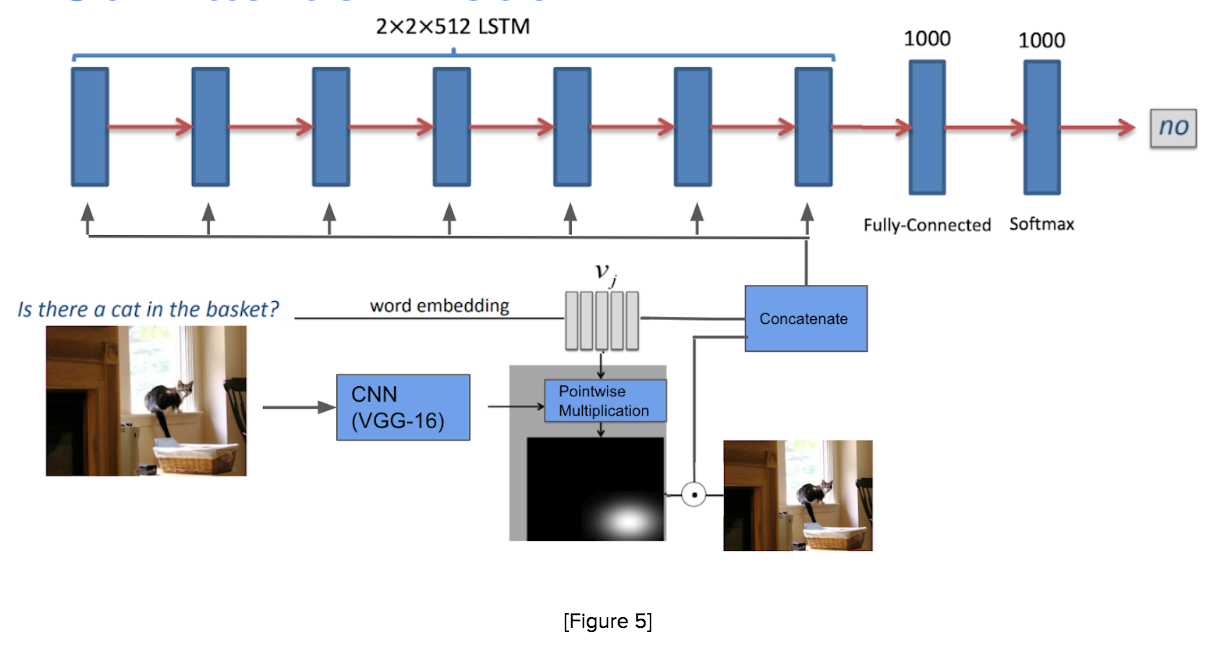 2×2×512 LSTM
1000
1000
no
Fully-Connected
Softmax
v_j
Is there a cat in the basket?
word embedding
Concatenate
CNN
(VGG-16)
Pointwise
Multiplication
[Figure 5]